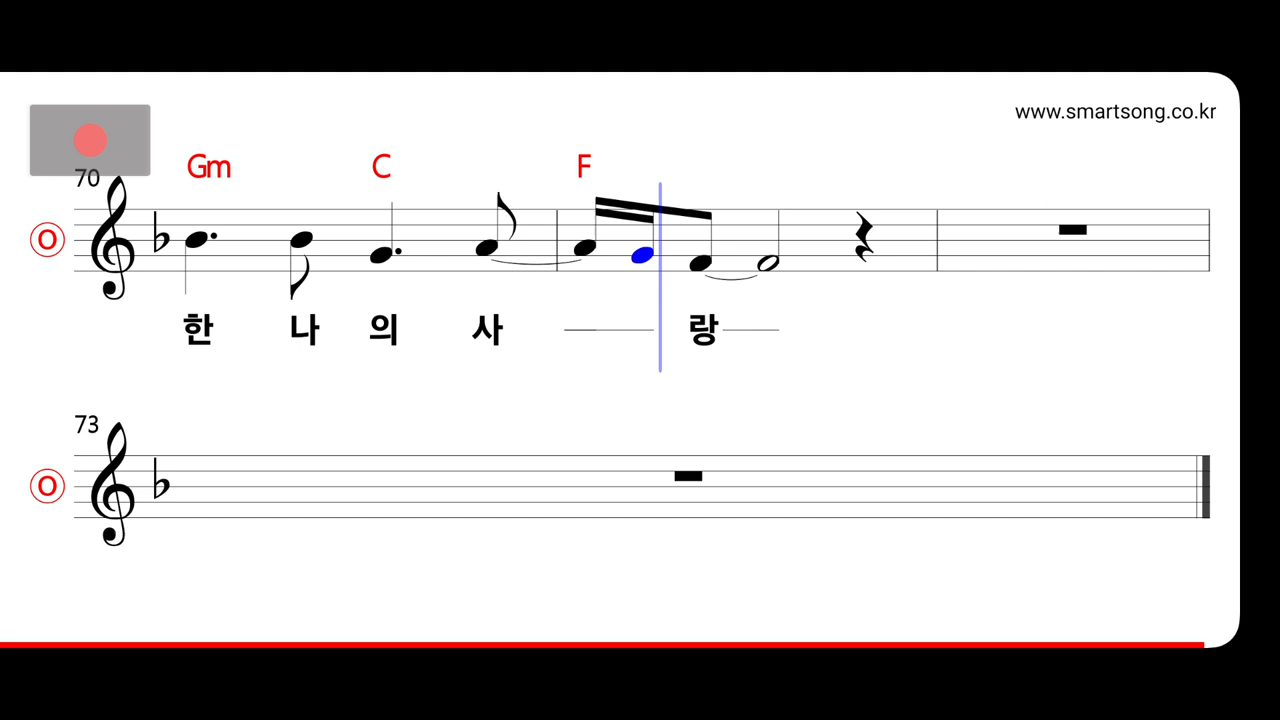 www.smartsong.co.kr
70
Gm C F
O
한 나 의 사 랑
73
O